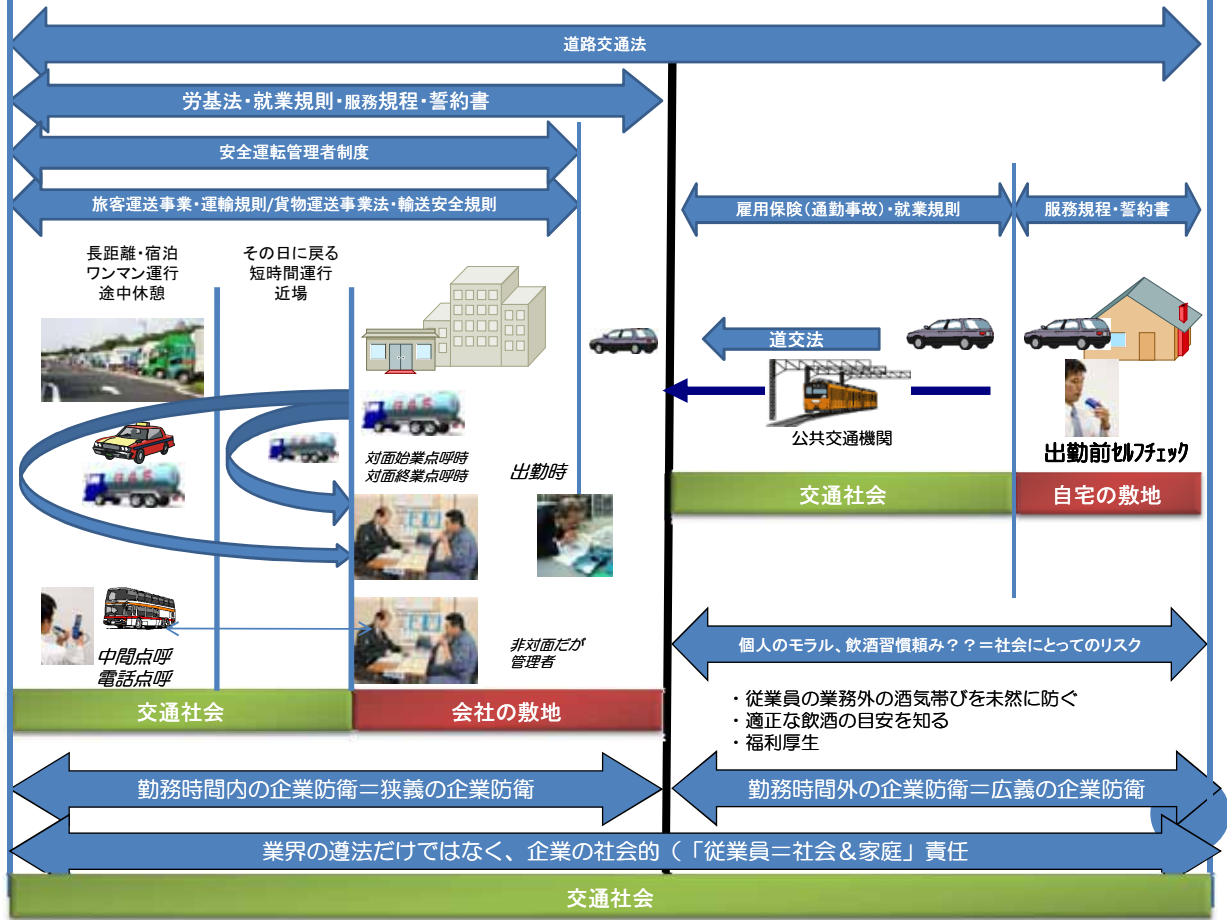 道路交通法
労基法・就業規則・服務規程・誓約書
安全運転管理者制度
旅客運送事業・運輸規則/貨物運送事業法・輸送安全規則
雇用保険(通勤事故)・就業規則
服務規程・誓約書
長距離・宿泊
ワンマン運行
途中休憩
その日に戻る
短時間運行
近場
道交法
公共交通機関
出勤前セルフチェック
対面始業点呼時
対面終業点呼時
出勤時
交通社会
自宅の敷地
中間点呼
電話点呼
非対面だが
管理者
個人のモラル、飲酒習慣頼み??=社会にとってのリスク
・従業員の業務外の酒気帯びを未然に防ぐ
・適正な飲酒の目安を知る
・福利厚生
交通社会
会社の敷地
勤務時間内の企業防衛=狭義の企業防衛
勤務時間外の企業防衛=広義の企業防衛
業界の遵法だけではなく、企業の社会的(「従業員=社会&家庭」責任
交通社会